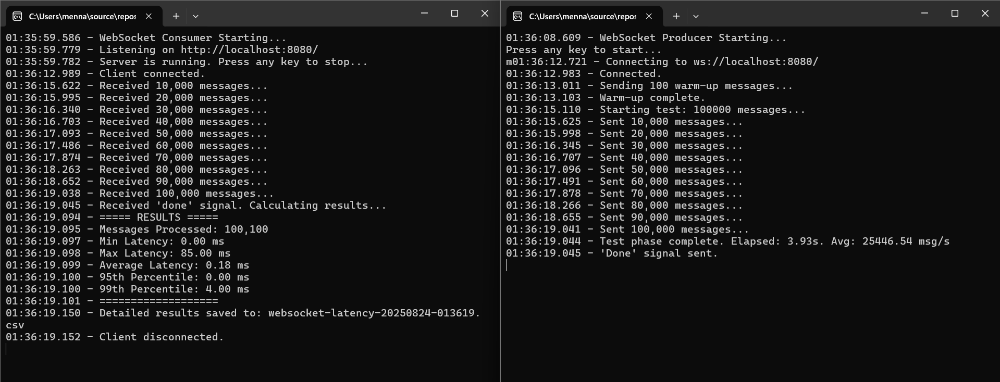 C:\Users\menna\source\repos
01:35:59.586 - WebSocket Consumer Starting...
01:35:59.779 - Listening on http://localhost:8080/
01:35:59.782 - Server is running. Press any key to stop...
01:36:12.989 - Client connected.
01:36:15.622 - Received 10,000 messages...
01:36:15.995 - Received 20,000 messages...
01:36:16.340 - Received 30,000 messages...
01:36:16.703 - Received 40,000 messages...
01:36:17.093 - Received 50,000 messages...
01:36:17.486 - Received 60,000 messages...
01:36:17.874 - Received 70,000 messages...
01:36:18.263 - Received 80,000 messages...
01:36:18.652 - Received 90,000 messages...
01:36:19.038 - Received 100,000 messages...
01:36:19.045 - Received 'done' signal. Calculating results...
01:36:19.094 - ===== RESULTS =====
01:36:19.095 - Messages Processed: 100,100
01:36:19.097 - Min Latency: 0.00 ms
01:36:19.098 - Max Latency: 85.00 ms
01:36:19.099 - Average Latency: 0.18 ms
01:36:19.100 - 95th Percentile: 0.00 ms
01:36:19.100 - 99th Percentile: 4.00 ms
01:36:19.101 - ===================
01:36:19.150 - Detailed results saved to: websocket-latency-20250824-013619.
csv
01:36:19.152 - Client disconnected.
C:\Users\menna\source\repos
01:36:08.609 - WebSocket Producer Starting...
Press any key to start...
m01:36:12.721 - Connecting to ws://localhost:8080/
01:36:12.983 - Connected.
01:36:13.011 - Sending 100 warm-up messages...
01:36:13.103 - Warm-up complete.
01:36:15.110 - Starting test: 100000 messages...
01:36:15.625 - Sent 10,000 messages...
01:36:15.998 - Sent 20,000 messages...
01:36:16.345 - Sent 30,000 messages...
01:36:16.707 - Sent 40,000 messages...
01:36:17.096 - Sent 50,000 messages...
01:36:17.491 - Sent 60,000 messages...
01:36:17.878 - Sent 70,000 messages...
01:36:18.266 - Sent 80,000 messages...
01:36:18.655 - Sent 90,000 messages...
01:36:19.041 - Sent 100,000 messages...
01:36:19.044 - Test phase complete. Elapsed: 3.93s. Avg: 25446.54 msg/s
01:36:19.045 - 'Done' signal sent.